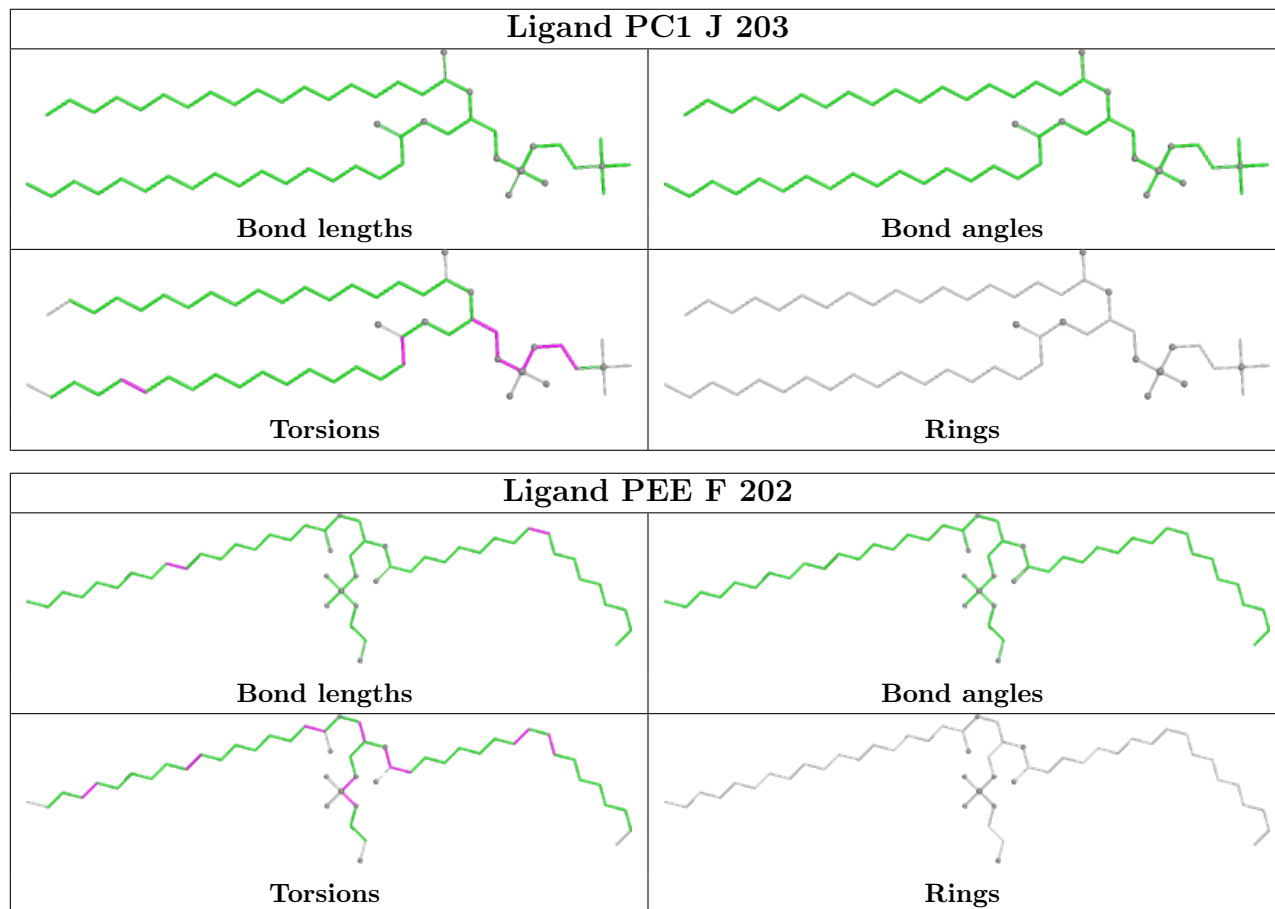 Ligand PC1 J 203
Bond lengths
Bond angles
Torsions
Rings
Ligand PEE F 202
Bond lengths
Bond angles
Torsions
Rings